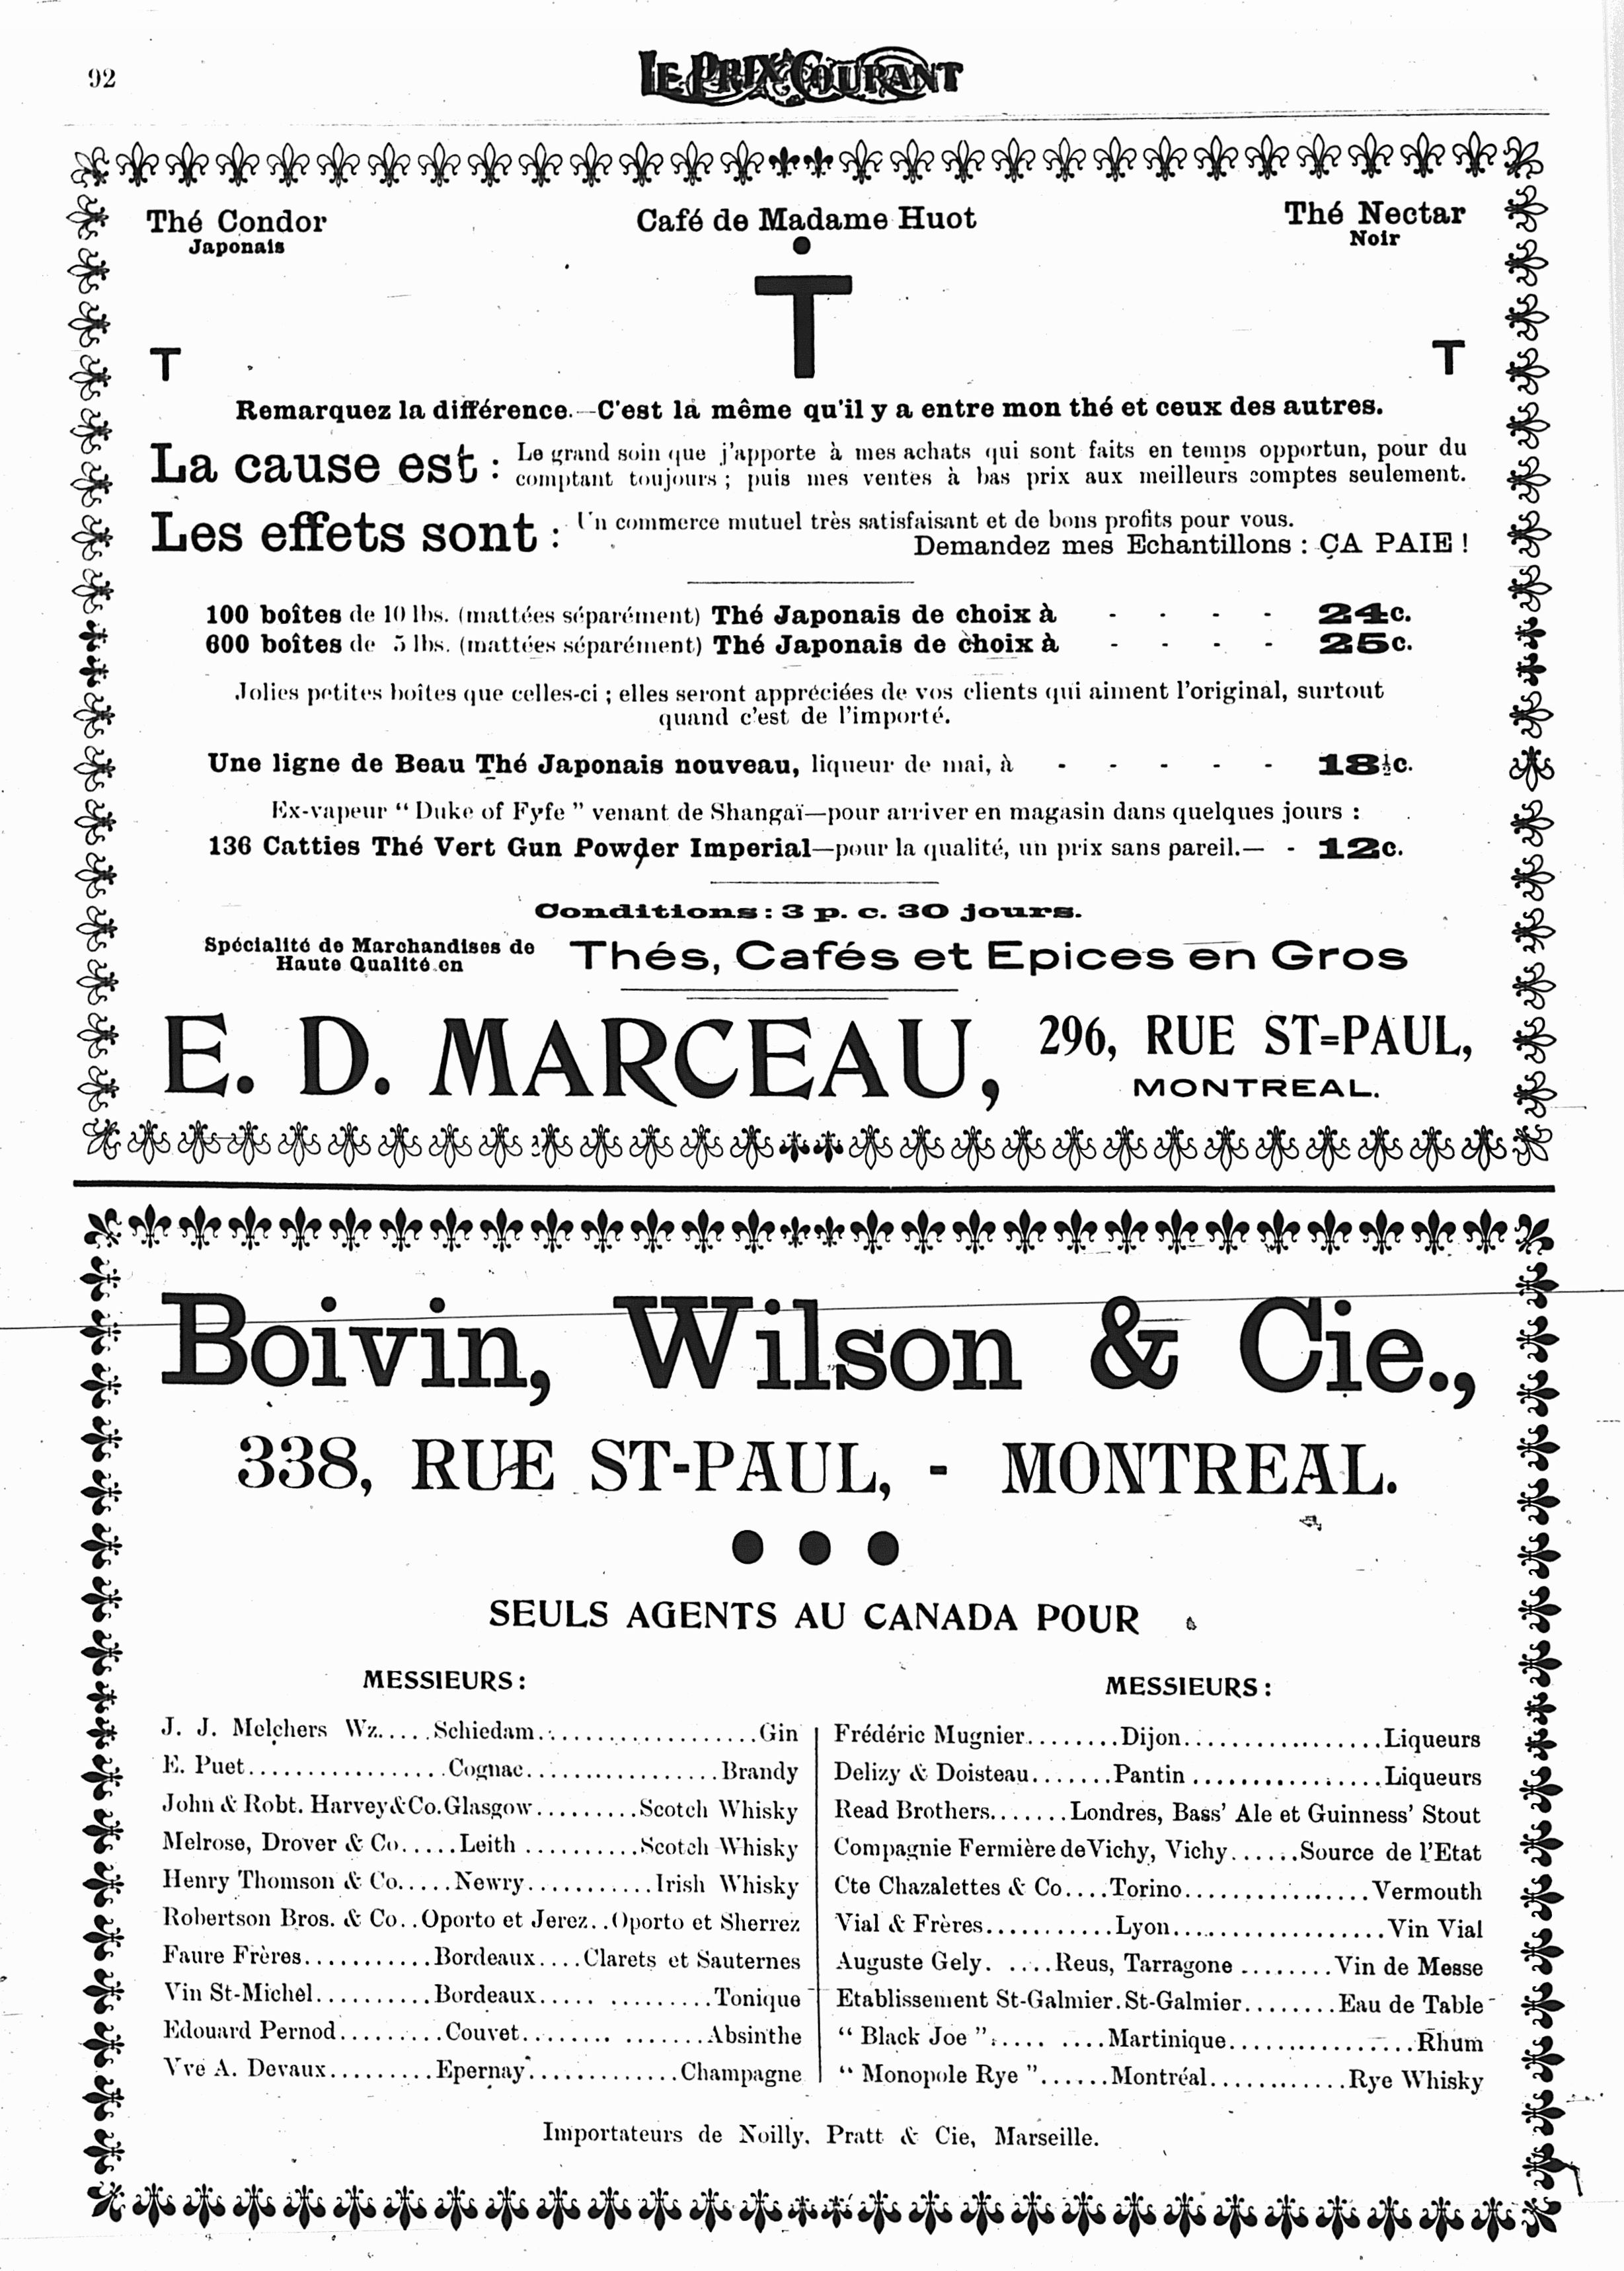 92
LE PRIX COURANT
Thé Condor
Japonais
Café de Madame Huot
Thé Nectar
Noir
T
T
T
Remarquez la différence.—C'est la même qu'il y a entre mon thé et ceux des autres.
La cause est : Le grand soin que j'apporte à mes achats qui sont faits en temps opportun, pour du
comptant toujours ; puis mes ventes à bas prix aux meilleurs comptes seulement.
Les effets sont : Un commerce mutuel très satisfaisant et de bons profits pour vous.
Demandez mes Echantillons : ÇA PAIE !
100 boîtes de 10 lbs. (mattées séparément) Thé Japonais de choix à - - - - 24c.
600 boîtes de 5 lbs. (mattées séparément) Thé Japonais de choix à - - - - 25c.
Jolies petites boîtes que celles-ci ; elles seront appréciées de vos clients qui aiment l'original, surtout
quand c'est de l'importé.
Une ligne de Beau Thé Japonais nouveau, liqueur de mai, à - - - - - 18½c.
Ex-vapeur " Duke of Fyfe " venant de Shangaï—pour arriver en magasin dans quelques jours :
136 Catties Thé Vert Gun Powder Imperial—pour la qualité, un prix sans pareil.— - 12c.
Conditions : 3 p. c. 30 jours.
Spécialité de Marchandises de
Haute Qualité en
Thés, Cafés et Epices en Gros
E. D. MARCEAU, 296, RUE ST=PAUL,
MONTREAL.
Boivin, Wilson & Cie.,
338, RUE ST-PAUL, - MONTREAL.
SEULS AGENTS AU CANADA POUR
MESSIEURS :
J. J. Melchers Wz.....Schiedam....................Gin
E. Puet.................Cognac.................Brandy
John & Robt. Harvey&Co.Glasgow.........Scotch Whisky
Melrose, Drover & Co.....Leith ..........Scotch Whisky
Henry Thomson & Co.....Newry...........Irish Whisky
Robertson Bros. & Co..Oporto et Jerez..Oporto et Sherrez
Faure Frères...........Bordeaux....Clarets et Sauternes
Vin St-Michel..........Bordeaux..... .........Tonique
Edouard Pernod.........Couvet........ .......Absinthe
Vve A. Devaux.........Epernay.............Champagne
MESSIEURS :
Frédéric Mugnier........Dijon.................Liqueurs
Delizy & Doisteau.......Pantin ................Liqueurs
Read Brothers.......Londres, Bass' Ale et Guinness' Stout
Compagnie Fermière de Vichy, Vichy......Source de l'Etat
Cte Chazalettes & Co....Torino................Vermouth
Vial & Frères...........Lyon...................Vin Vial
Auguste Gely. ....Reus, Tarragone ........Vin de Messe
Etablissement St-Galmier.St-Galmier........Eau de Table
" Black Joe "..... ....Martinique................Rhum
" Monopole Rye "......Montréal............Rye Whisky
Importateurs de Noilly, Pratt & Cie, Marseille.